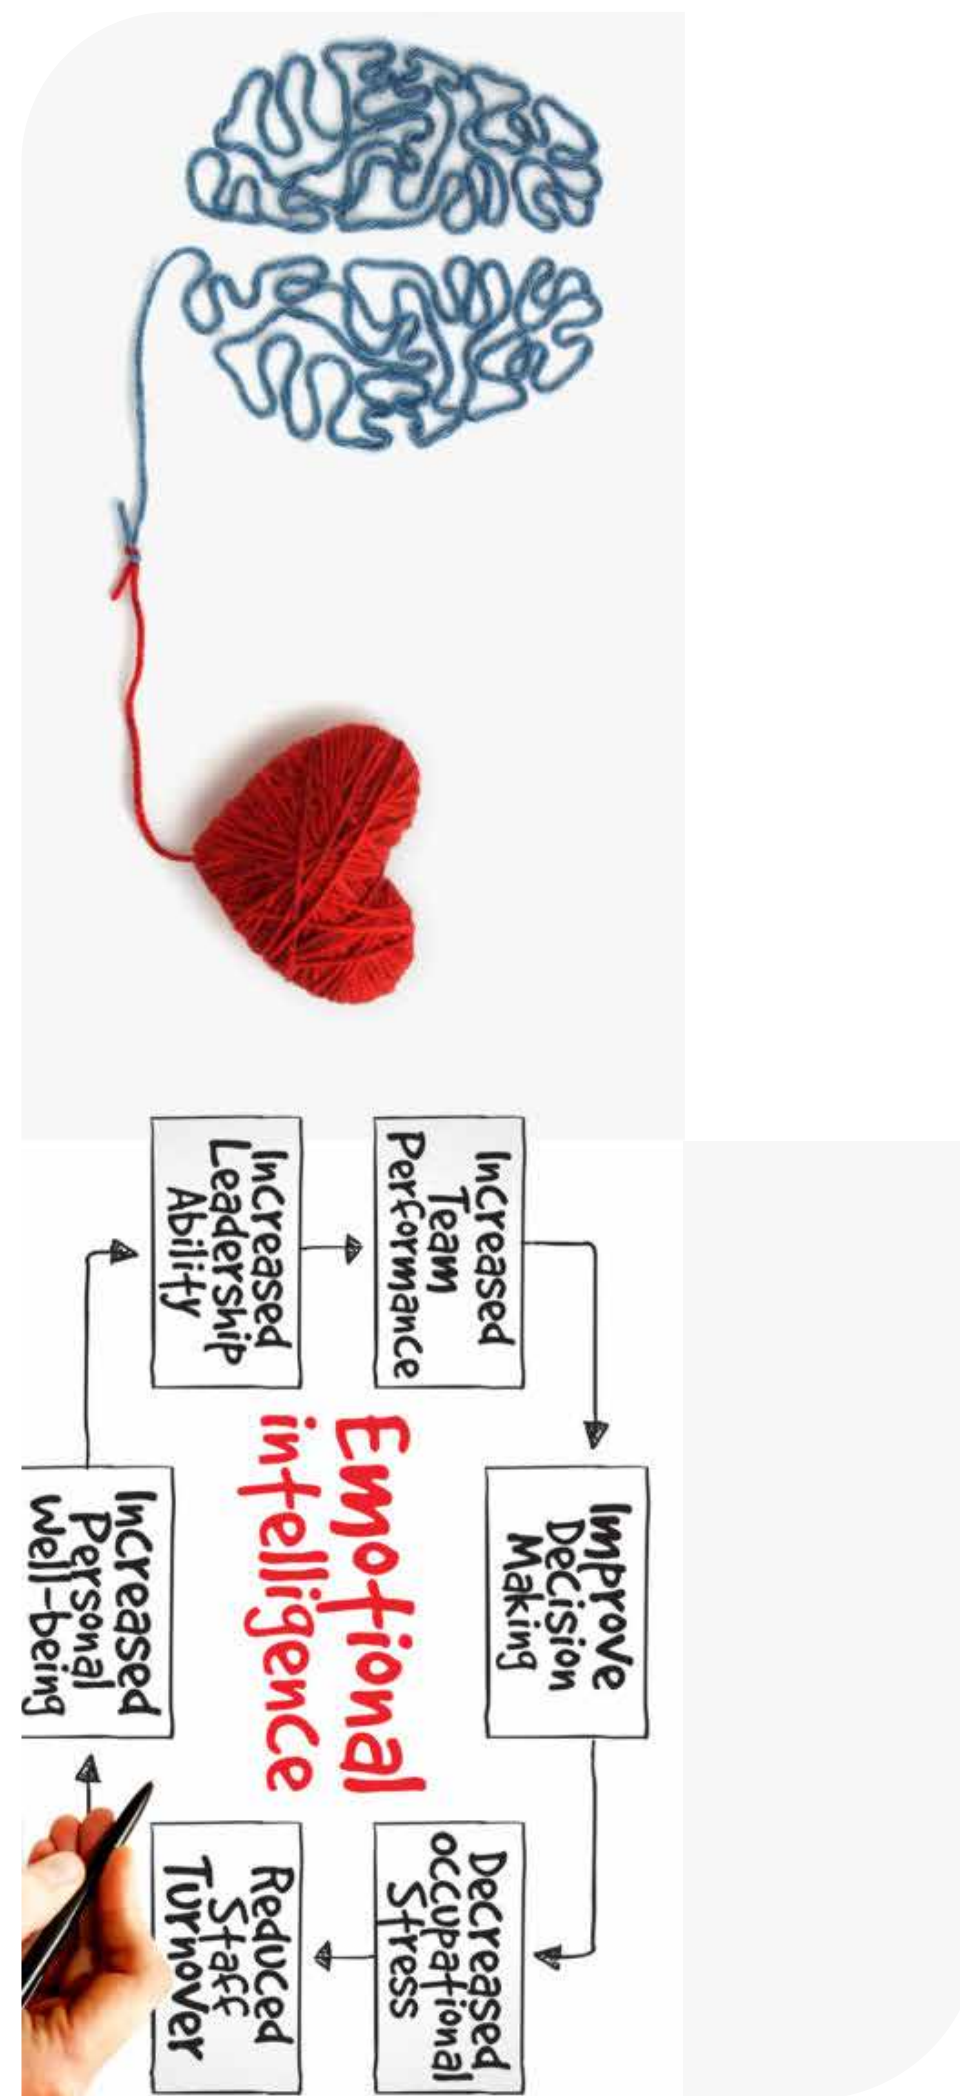 Emotional
intelligence
Improve
Decision
Making
Decreased
occupational
Stress
Reduced
Staff
Turnover
Increased
Personal
Well-being
Increased
Leadership
Ability
Increased
Team
Performance